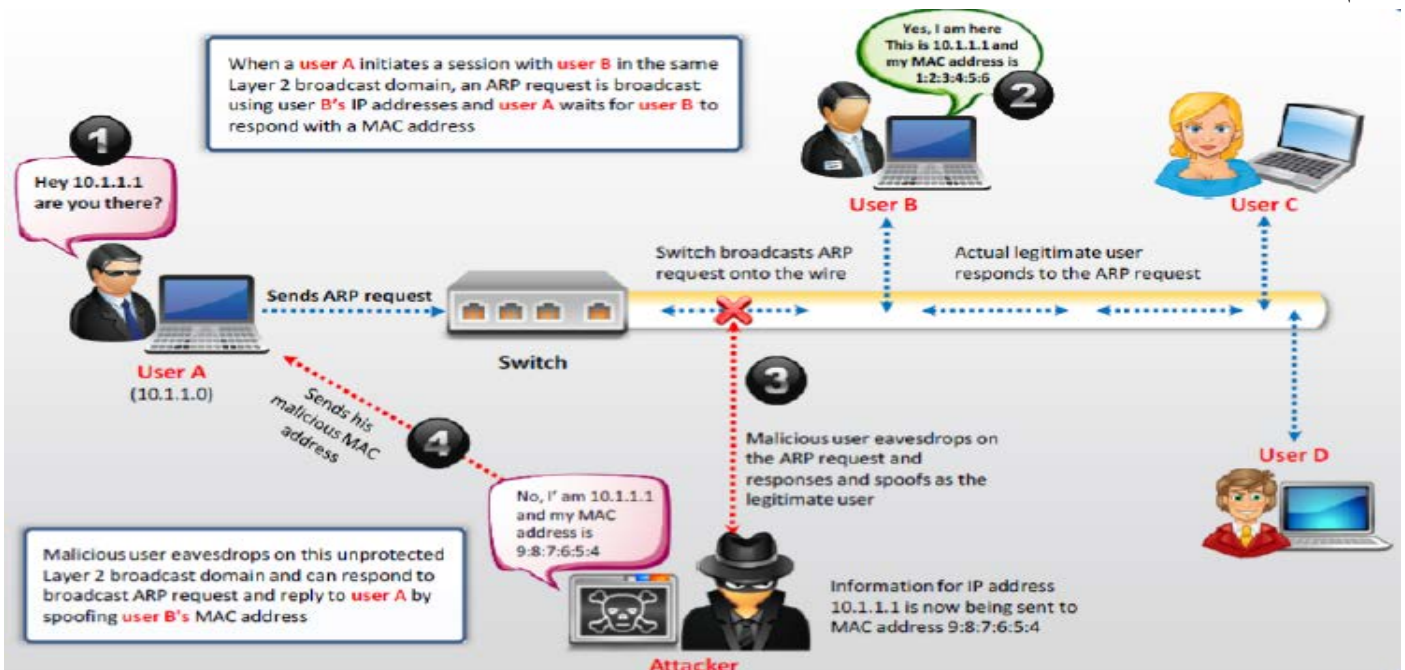 When a user A initiates a session with user B in the same
Layer 2 broadcast domain, an ARP request is broadcast
using user B's IP addresses and user A waits for user B to
respond with a MAC address
Yes, I am here
This is 10.1.1.1 and
my MAC address is
1:2:3:4:5:6
2
1
Hey 10.1.1.1
are you there?
User B
User C
Switch broadcasts ARP
request onto the wire
Actual legitimate user
responds to the ARP request
Sends ARP request
Switch
User A
(10.1.1.0)
3
Sends his
malicious MAC
address
4
Malicious user eavesdrops on
the ARP request and
responses and spoofs as the
legitimate user
User D
No, I' am 10.1.1.1
and my MAC
address is
9:8:7:6:5:4
Malicious user eavesdrops on this unprotected
Layer 2 broadcast domain and can respond to
broadcast ARP request and reply to user A by
spoofing user B's MAC address
Information for IP address
10.1.1.1 is now being sent to
MAC address 9:8:7:6:5:4
Attacker